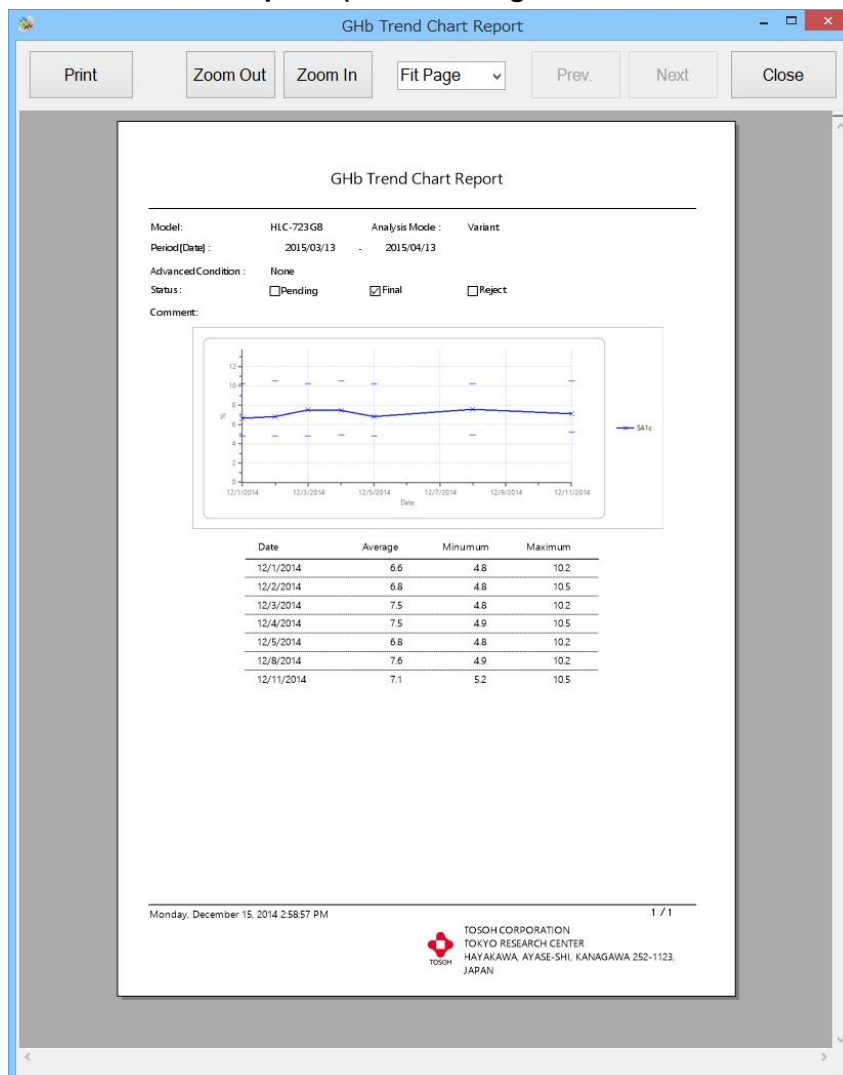 GHb Trend Chart Report
Print Zoom Out Zoom In Fit Page Prev. Next Close
GHb Trend Chart Report
Model: HLC-723G8 Analysis Mode : Variant
Period(Date) : 2015/03/13 - 2015/04/13
Advanced Condition : None
Status : Pending Final Reject
Comment:
12
10
8
6
4
2
0
%
SA1c
12/1/2014 12/3/2014 12/5/2014 12/7/2014 12/9/2014 12/11/2014
Date
Date Average Minumum Maximum
12/1/2014 6.6 4.8 10.2
12/2/2014 6.8 4.8 10.5
12/3/2014 7.5 4.8 10.2
12/4/2014 7.5 4.9 10.5
12/5/2014 6.8 4.8 10.2
12/8/2014 7.6 4.9 10.2
12/11/2014 7.1 5.2 10.5
Monday, December 15, 2014 2:58:57 PM 1 / 1
TOSOH CORPORATION
TOKYO RESEARCH CENTER
HAYAKAWA, AYASE-SHI, KANAGAWA 252-1123,
JAPAN
TOSOH